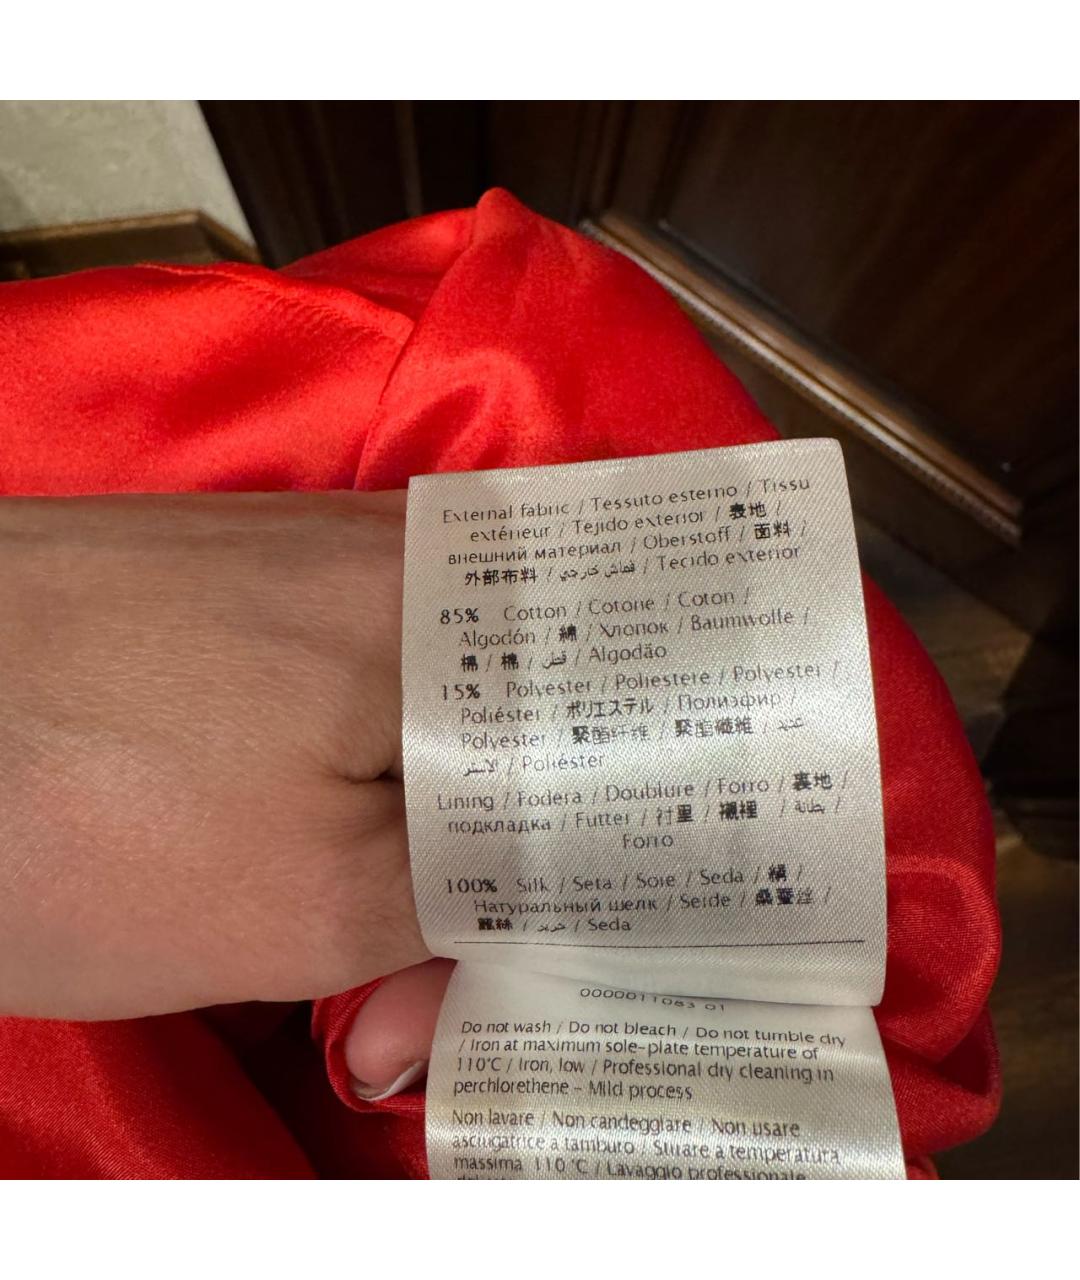 External fabric / Tessuto esterno / Tissu
extérieur / Tejido exterior / 表地 /
внешний материал / Oberstoff / 面料 /
外部布料 / قماش خارجي / Tecido exterior
85% Cotton / Cotone / Coton /
Algodón / 綿 / Хлопок / Baumwolle /
棉 / 棉 / قطن / Algodão
15% Polyester / Poliestere / Polyester /
Poliéster / ポリエステル / Полиэфир /
Polyester / 聚酯纤维 / 聚酯纖維 / عديد
الاستر / Poliéster
Lining / Fodera / Doublure / Forro / 裏地 /
подкладка / Futter / 衬里 / 襯裡 / بطانة /
Forro
100% Silk / Seta / Soie / Seda / 絹 /
Натуральный шелк / Seide / 桑蚕丝 /
蠶絲 / حرير / Seda
0000011083 01
Do not wash / Do not bleach / Do not tumble dry
/ Iron at maximum sole-plate temperature of
110°C / Iron, low / Professional dry cleaning in
perchlorethene - Mild process
Non lavare / Non candeggiare / Non usare
asciugatrice a tamburo / Stirare a temperatura
massima 110°C / Lavaggio professionale